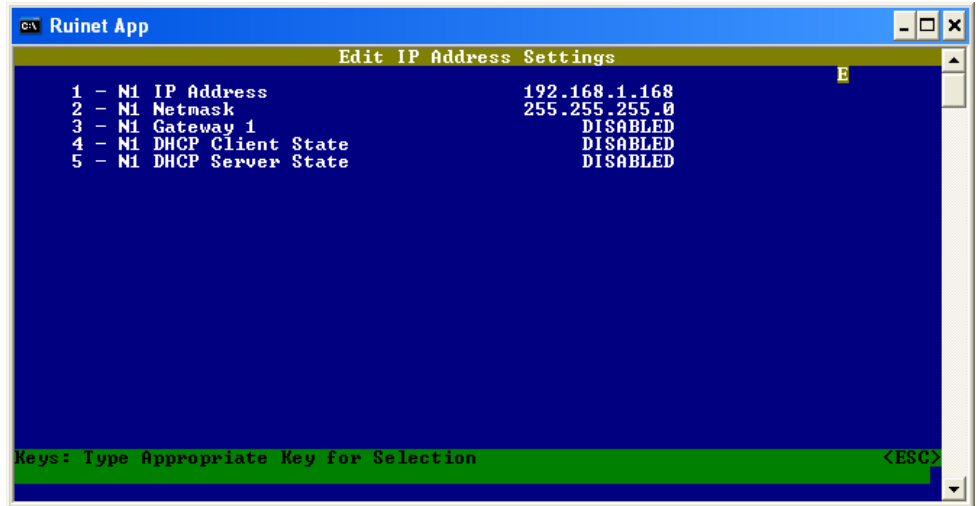 Ruinet App
Edit IP Address Settings
E
1 - N1 IP Address 192.168.1.168
2 - N1 Netmask 255.255.255.0
3 - N1 Gateway 1 DISABLED
4 - N1 DHCP Client State DISABLED
5 - N1 DHCP Server State DISABLED
Keys: Type Appropriate Key for Selection <ESC>